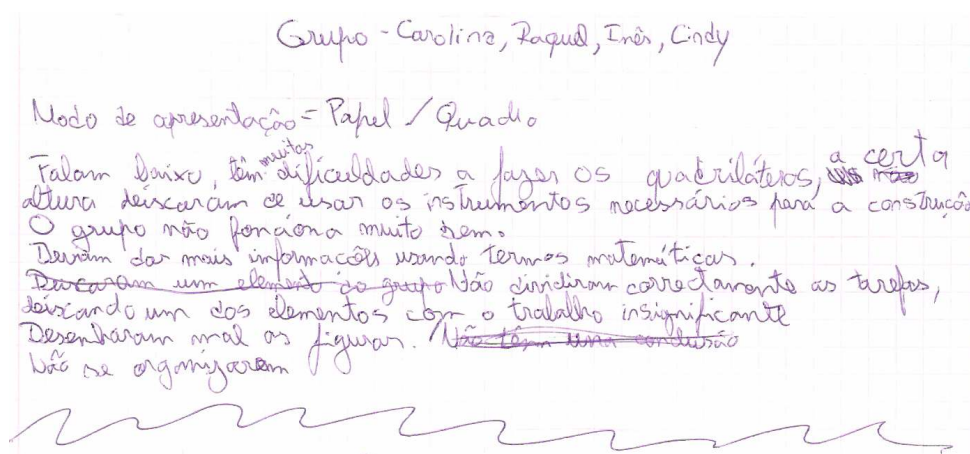 Grupo - Carolina, Raquel, Inês, Cindy
Modo de apresentação = Papel / Quadro
Falam baixo, têm muitas dificuldades a fazer os quadriláteros, a certa
altura deixaram de usar os instrumentos necessários para a construção
O grupo não fonciona muito bem.
Deviam dar mais informações usando termos matemáticas.
Deixaram um elemento do grupo Não dividiram correctamente as tarefas,
deixando um dos elementos com o trabalho insignificante
Desenharam mal as figuras. Não têm uma conclusão
Não se organizaram